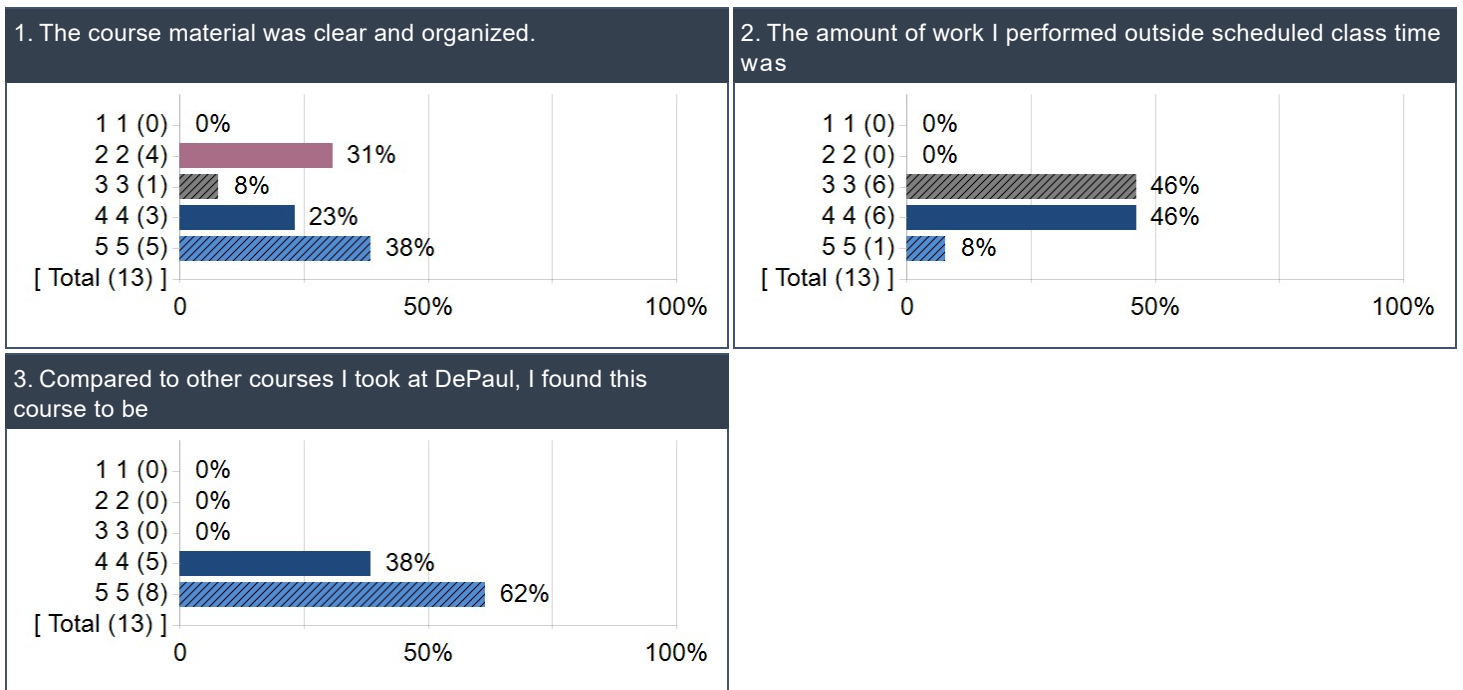 1. The course material was clear and organized.
1 1 (0) 0%
2 2 (4) 31%
3 3 (1) 8%
4 4 (3) 23%
5 5 (5) 38%
[ Total (13) ]
0 50% 100%
2. The amount of work I performed outside scheduled class time
was
1 1 (0) 0%
2 2 (0) 0%
3 3 (6) 46%
4 4 (6) 46%
5 5 (1) 8%
[ Total (13) ]
0 50% 100%
3. Compared to other courses I took at DePaul, I found this
course to be
1 1 (0) 0%
2 2 (0) 0%
3 3 (0) 0%
4 4 (5) 38%
5 5 (8) 62%
[ Total (13) ]
0 50% 100%